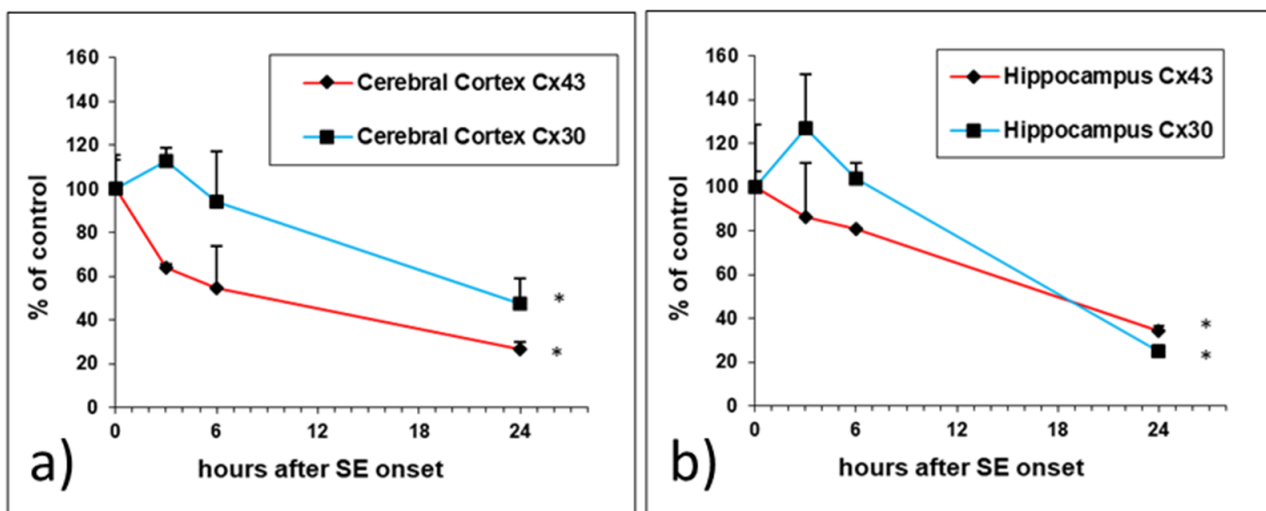 160
140
120
100
80
60
40
20
0
% of control
Cerebral Cortex Cx43
Cerebral Cortex Cx30
*
*
0 6 12 18 24
hours after SE onset
a)
160
140
120
100
80
60
40
20
0
% of control
Hippocampus Cx43
Hippocampus Cx30
*
*
0 6 12 18 24
hours after SE onset
b)